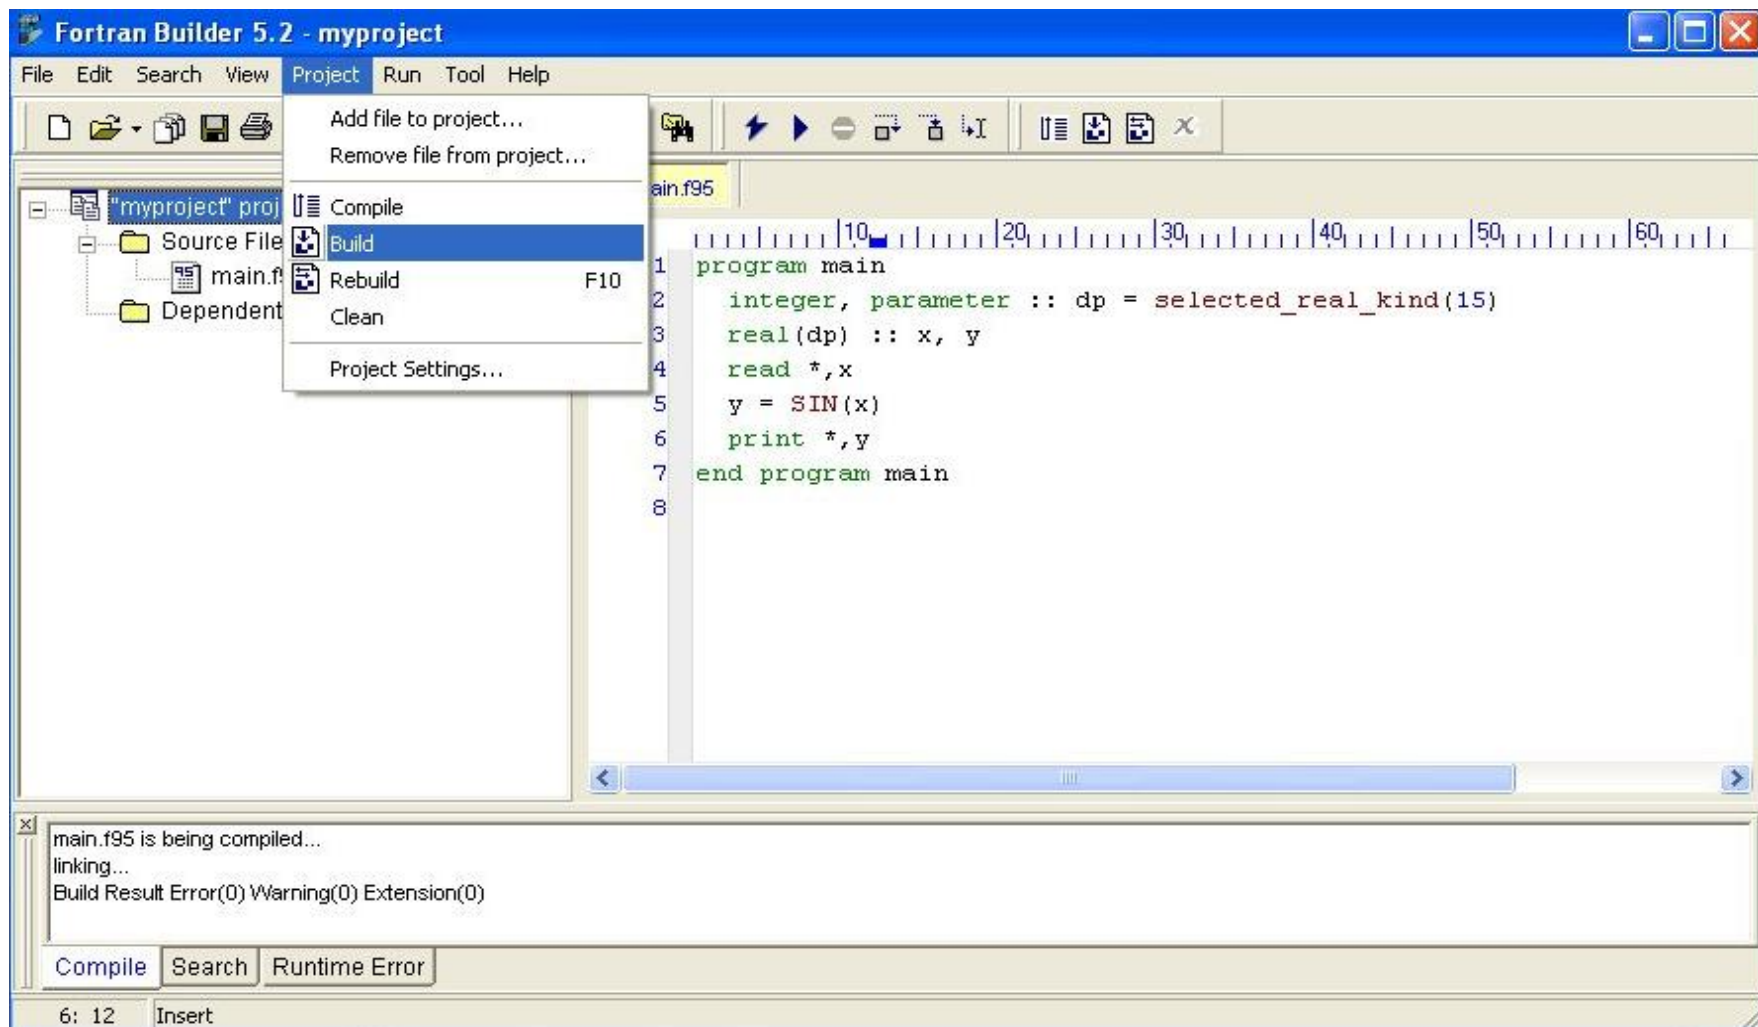 Fortran Builder 5.2 - myproject
File Edit Search View Project Run Tool Help
Add file to project...
Remove file from project...
Compile
Build
Rebuild F10
Clean
Project Settings...
"myproject" proj
Source File
main.f
Dependent
ain.f95
10 20 30 40 50 60
1 program main
2 integer, parameter :: dp = selected_real_kind(15)
3 real(dp) :: x, y
4 read *,x
5 y = SIN(x)
6 print *,y
7 end program main
8
main.f95 is being compiled...
linking...
Build Result Error(0) Warning(0) Extension(0)
Compile Search Runtime Error
6: 12 Insert